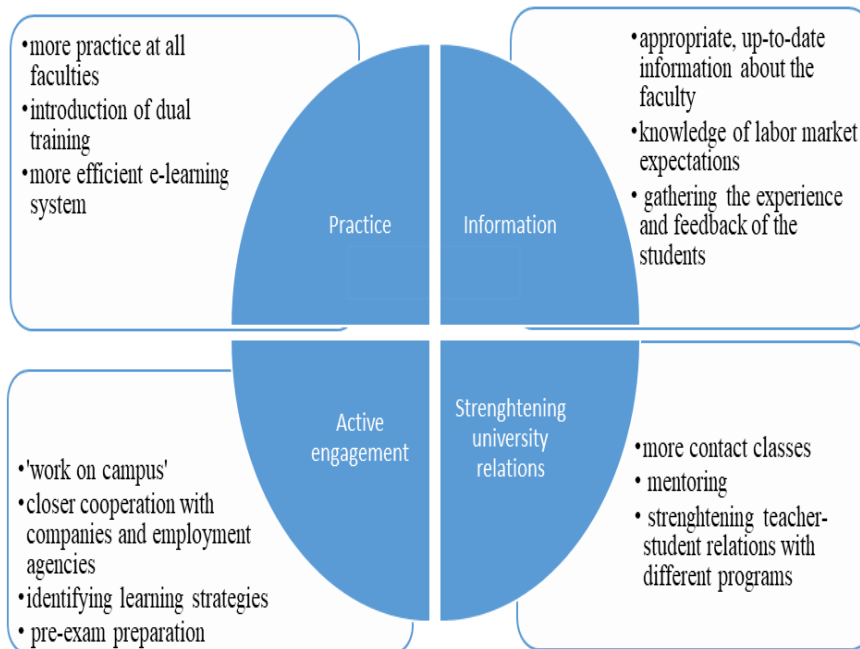 •more practice at all
faculties
•introduction of dual
training
•more efficient e-learning
system
Practice
•appropriate, up-to-date
information about the
faculty
•knowledge of labor market
expectations
• gathering the experience
and feedback of the
students
Information
•'work on campus'
•closer cooperation with
companies and employment
agencies
•identifying learning strategies
• pre-exam preparation
Active
engagement
•more contact classes
• mentoring
• strenghtening teacher-
student relations with
different programs
Strenghtening
university
relations